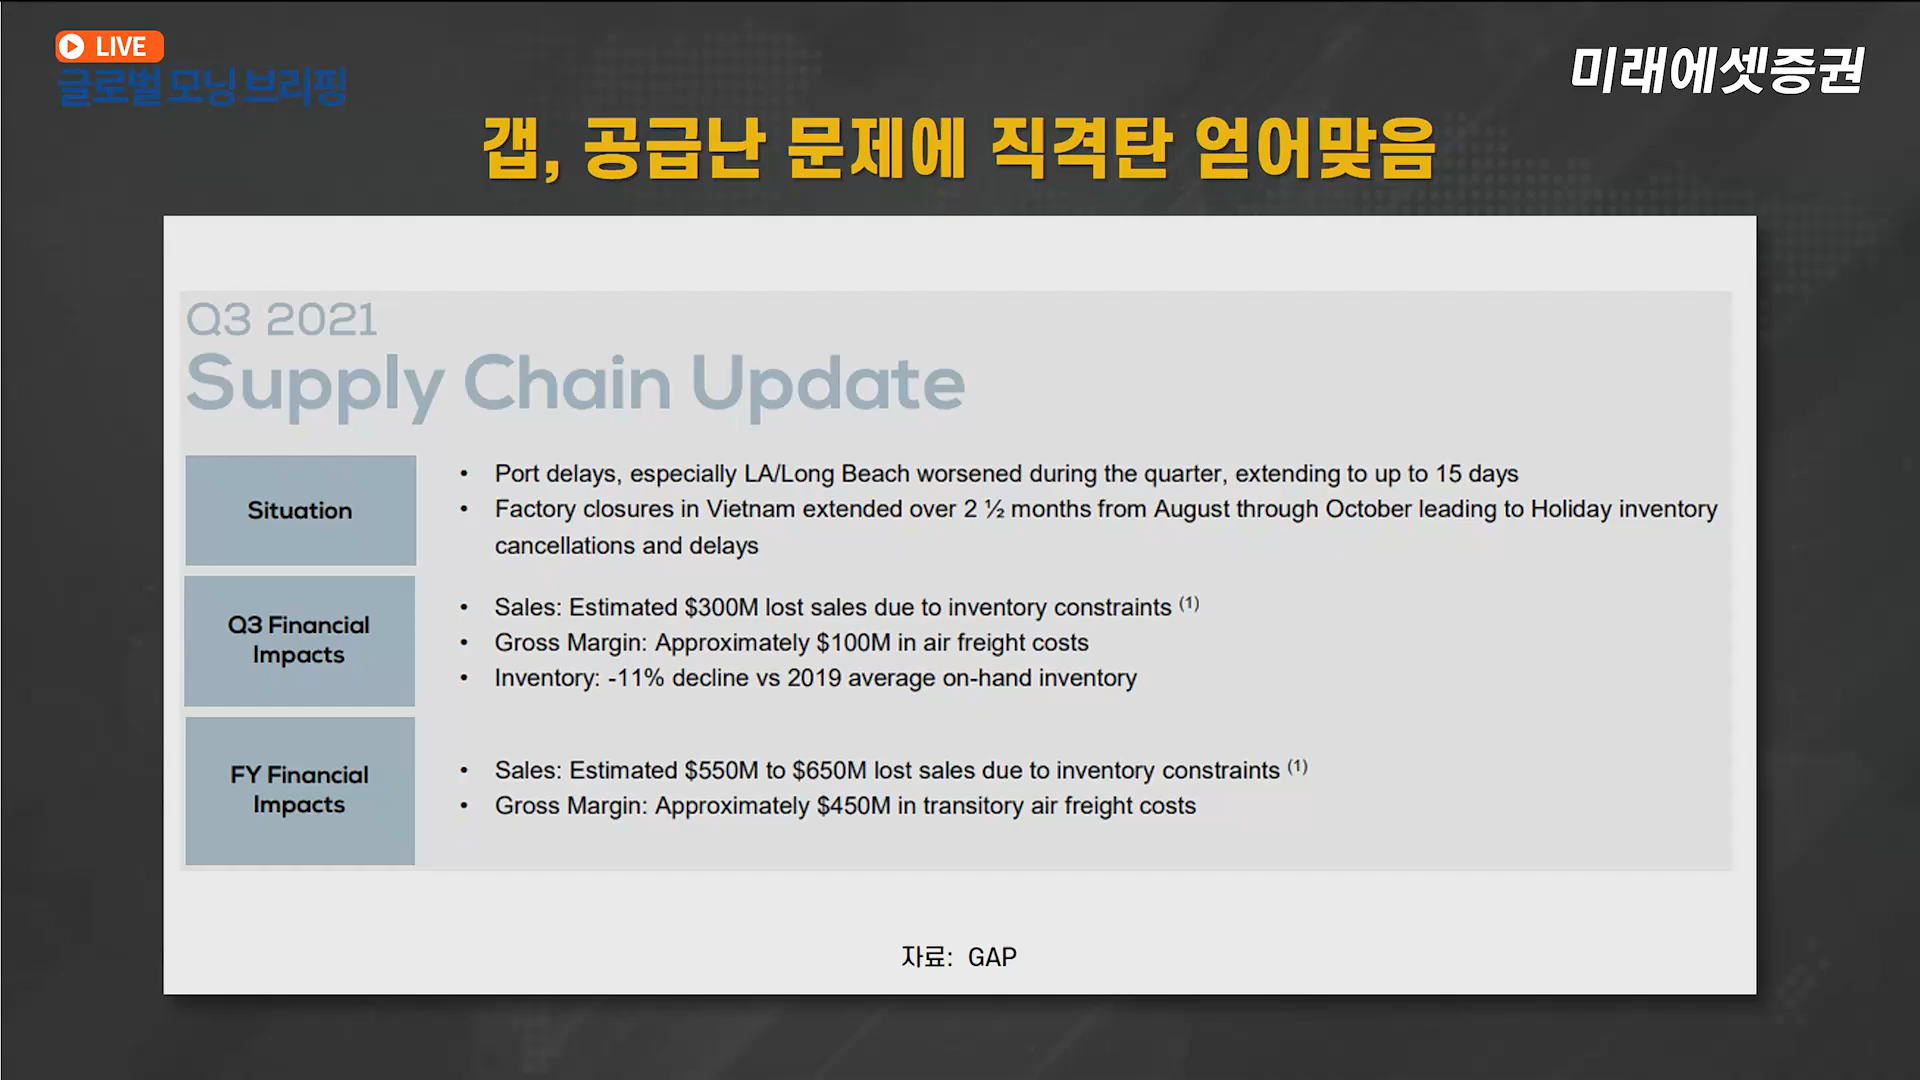 LIVE
글로벌 모닝 브리핑
미래에셋증권
갭, 공급난 문제에 직격탄 얻어맞음
Q3 2021
Supply Chain Update
Situation
• Port delays, especially LA/Long Beach worsened during the quarter, extending to up to 15 days
• Factory closures in Vietnam extended over 2 ½ months from August through October leading to Holiday inventory
cancellations and delays
Q3 Financial
Impacts
• Sales: Estimated $300M lost sales due to inventory constraints (1)
• Gross Margin: Approximately $100M in air freight costs
• Inventory: -11% decline vs 2019 average on-hand inventory
FY Financial
Impacts
• Sales: Estimated $550M to $650M lost sales due to inventory constraints (1)
• Gross Margin: Approximately $450M in transitory air freight costs
자료: GAP